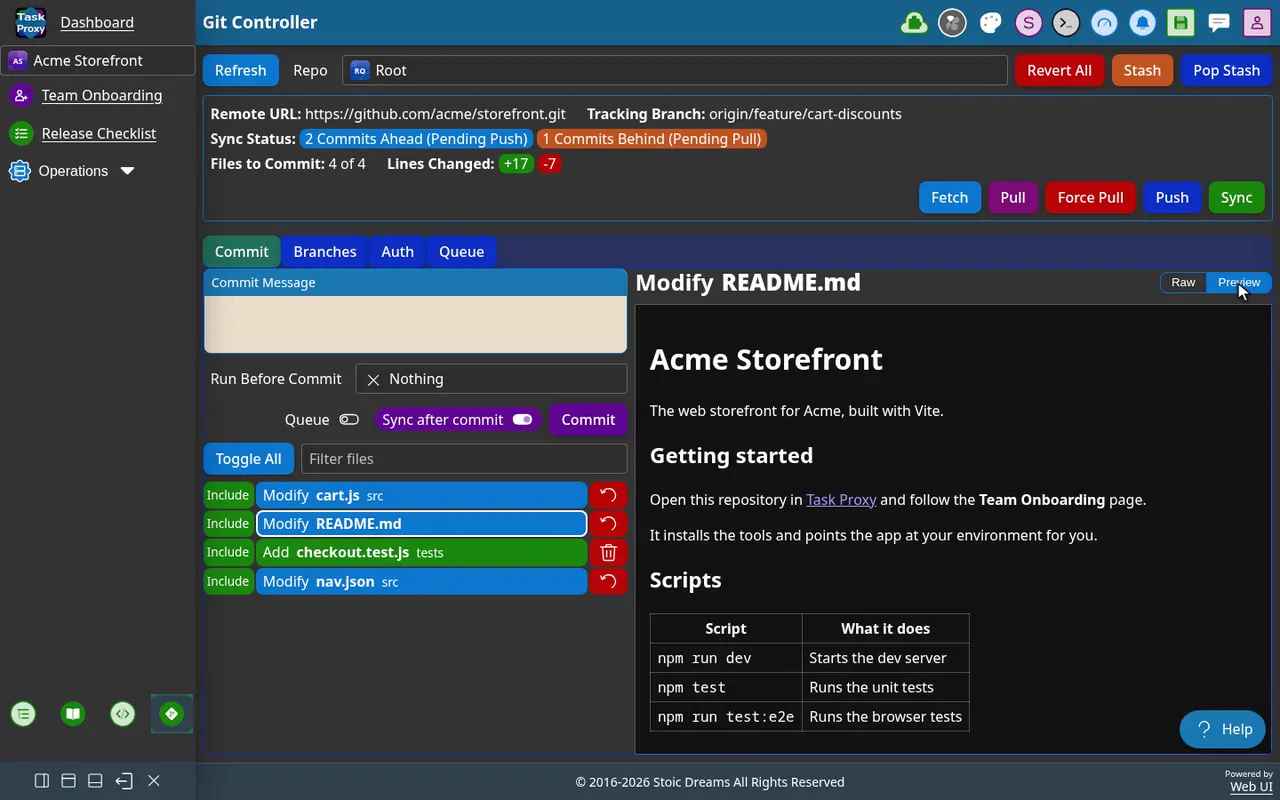 Task Proxy
Dashboard
Git Controller
S
AS Acme Storefront
Team Onboarding
Release Checklist
Operations
Refresh Repo RO Root Revert All Stash Pop Stash
Remote URL: https://github.com/acme/storefront.git Tracking Branch: origin/feature/cart-discounts
Sync Status: 2 Commits Ahead (Pending Push) 1 Commits Behind (Pending Pull)
Files to Commit: 4 of 4 Lines Changed: +17 -7
Fetch Pull Force Pull Push Sync
Commit Branches Auth Queue
Commit Message
Run Before Commit Nothing
Queue Sync after commit Commit
Toggle All Filter files
Include Modify cart.js src
Include Modify README.md
Include Add checkout.test.js tests
Include Modify nav.json src
Modify README.md Raw Preview
Acme Storefront
The web storefront for Acme, built with Vite.
Getting started
Open this repository in Task Proxy and follow the Team Onboarding page.
It installs the tools and points the app at your environment for you.
Scripts
Script What it does
npm run dev Starts the dev server
npm test Runs the unit tests
npm run test:e2e Runs the browser tests
? Help
© 2016-2026 Stoic Dreams All Rights Reserved
Powered by
Web UI